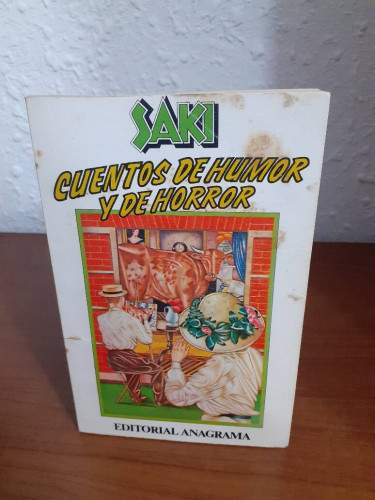 SAKI
CUENTOS DE HUMOR
Y DE HORROR
EDITORIAL ANAGRAMA